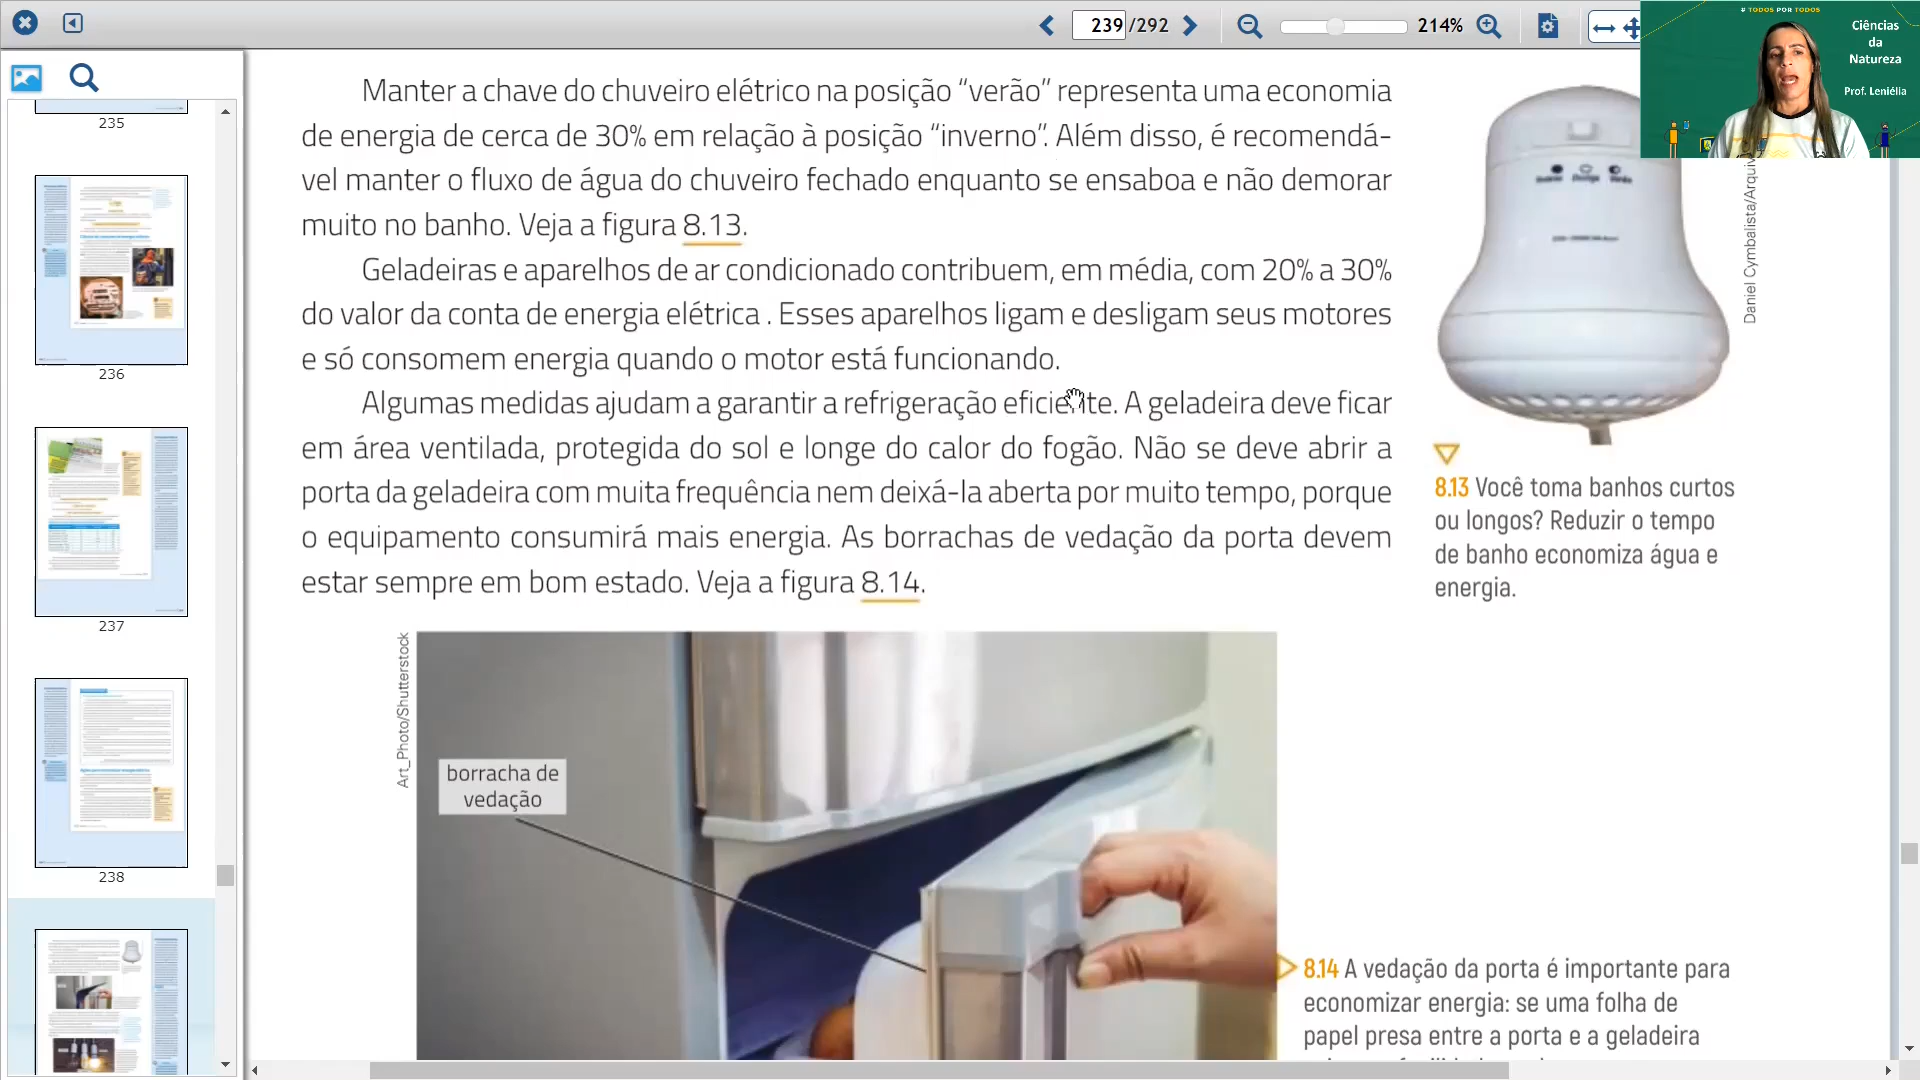 239 /292
214%
# TODOS POR TODOS
Ciências
da
Natureza
Prof. Leniélia
235
236
237
238
Manter a chave do chuveiro elétrico na posição “verão” representa uma economia
de energia de cerca de 30% em relação à posição “inverno”. Além disso, é recomendá-
vel manter o fluxo de água do chuveiro fechado enquanto se ensaboa e não demorar
muito no banho. Veja a figura 8.13.
Geladeiras e aparelhos de ar condicionado contribuem, em média, com 20% a 30%
do valor da conta de energia elétrica . Esses aparelhos ligam e desligam seus motores
e só consomem energia quando o motor está funcionando.
Algumas medidas ajudam a garantir a refrigeração eficiente. A geladeira deve ficar
em área ventilada, protegida do sol e longe do calor do fogão. Não se deve abrir a
porta da geladeira com muita frequência nem deixá-la aberta por muito tempo, porque
o equipamento consumirá mais energia. As borrachas de vedação da porta devem
estar sempre em bom estado. Veja a figura 8.14.
Daniel Cymbalista/Arquiv
8.13 Você toma banhos curtos
ou longos? Reduzir o tempo
de banho economiza água e
energia.
Art_Photo/Shutterstock
borracha de
vedação
8.14 A vedação da porta é importante para
economizar energia: se uma folha de
papel presa entre a porta e a geladeira